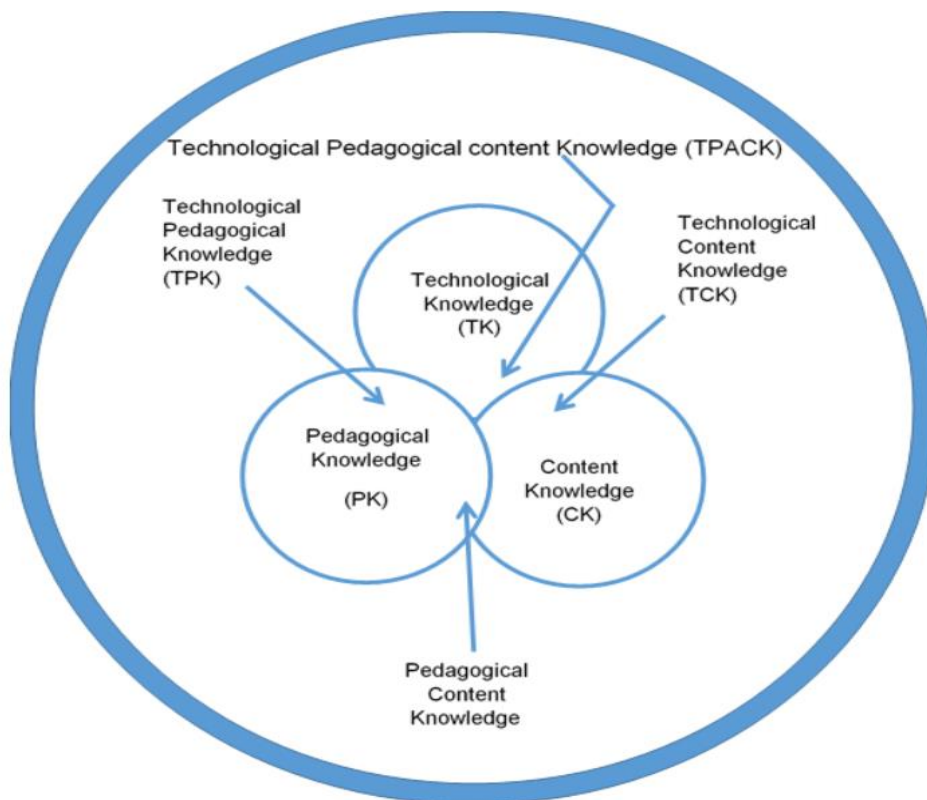 Technological Pedagogical content Knowledge (TPACK)
Technological
Pedagogical
Knowledge
(TPK)
Technological
Content
Knowledge
(TCK)
Technological
Knowledge
(TK)
Pedagogical
Knowledge
(PK)
Content
Knowledge
(CK)
Pedagogical
Content
Knowledge